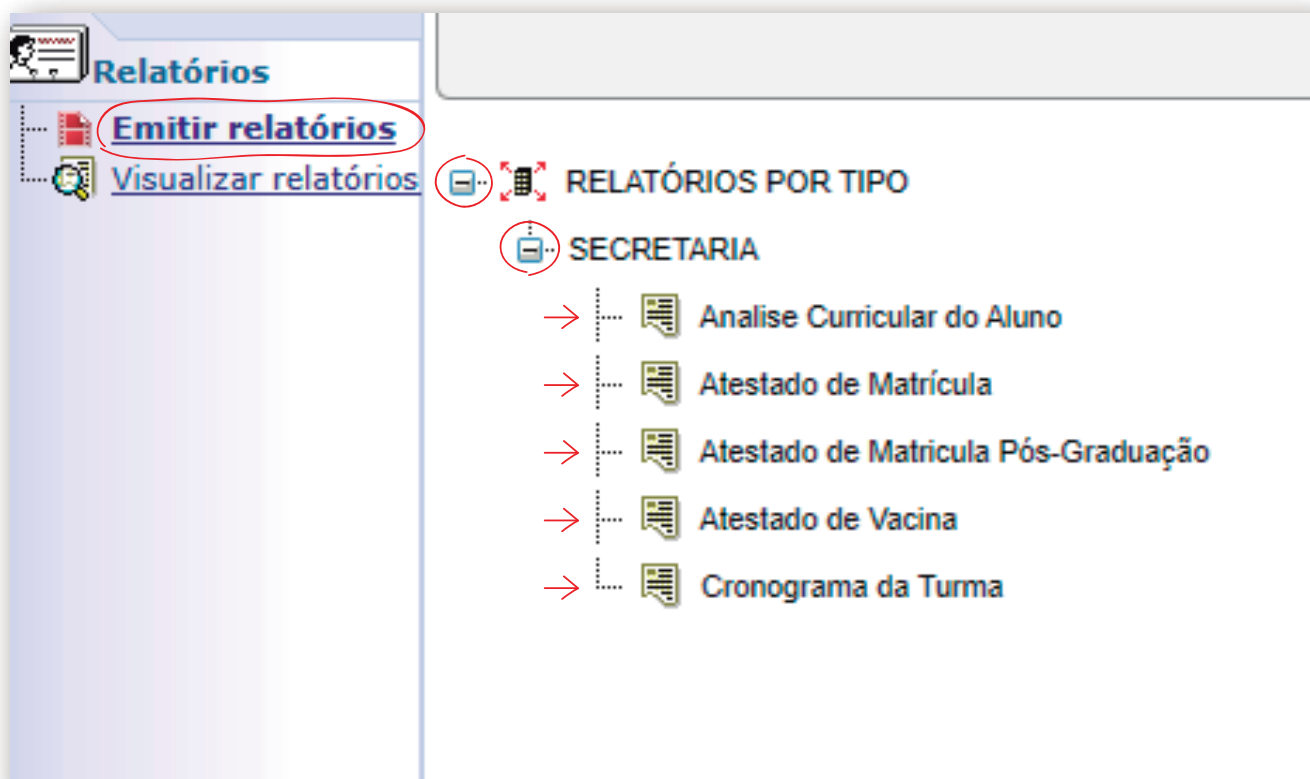 Relatórios
Emitir relatórios
Visualizar relatórios
RELATÓRIOS POR TIPO
SECRETARIA
Analise Curricular do Aluno
Atestado de Matrícula
Atestado de Matricula Pós-Graduação
Atestado de Vacina
Cronograma da Turma